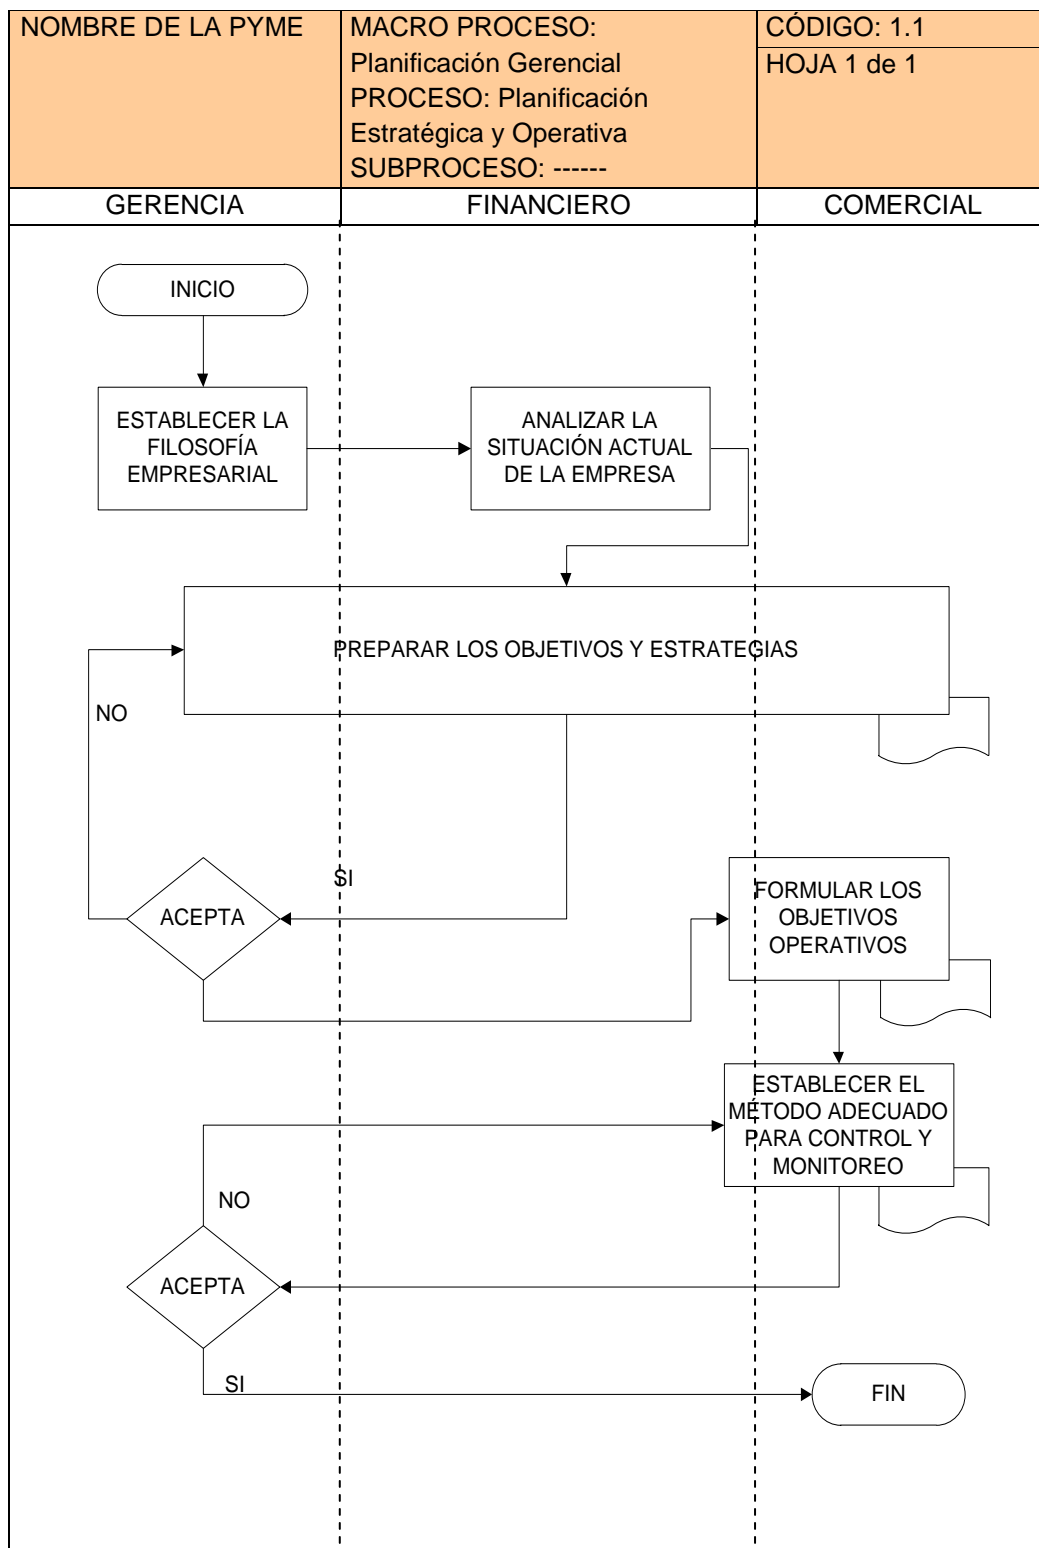 NOMBRE DE LA PYME
MACRO PROCESO:
Planificación Gerencial
PROCESO: Planificación
Estratégica y Operativa
SUBPROCESO: ------
CÓDIGO: 1.1
HOJA 1 de 1
GERENCIA
FINANCIERO
COMERCIAL
INICIO
ESTABLECER LA
FILOSOFÍA
EMPRESARIAL
ANALIZAR LA
SITUACIÓN ACTUAL
DE LA EMPRESA
PREPARAR LOS OBJETIVOS Y ESTRATEGIAS
NO
SI
ACEPTA
FORMULAR LOS
OBJETIVOS
OPERATIVOS
ESTABLECER EL
MÉTODO ADECUADO
PARA CONTROL Y
MONITOREO
NO
ACEPTA
SI
FIN